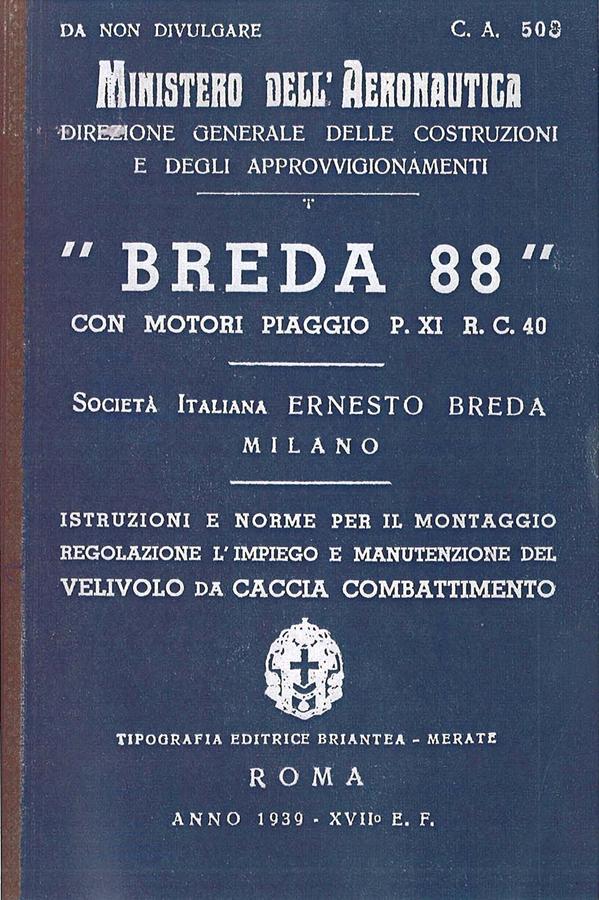 DA NON DIVULGARE C. A. 508
MINISTERO DELL' AERONAUTICA
DIREZIONE GENERALE DELLE COSTRUZIONI
E DEGLI APPROVVIGIONAMENTI
" BREDA 88 "
CON MOTORI PIAGGIO P. XI R. C. 40
SOCIETÀ ITALIANA ERNESTO BREDA
MILANO
ISTRUZIONI E NORME PER IL MONTAGGIO
REGOLAZIONE L'IMPIEGO E MANUTENZIONE DEL
VELIVOLO DA CACCIA COMBATTIMENTO
TIPOGRAFIA EDITRICE BRIANTEA - MERATE
ROMA
ANNO 1939 - XVIIº E. F.